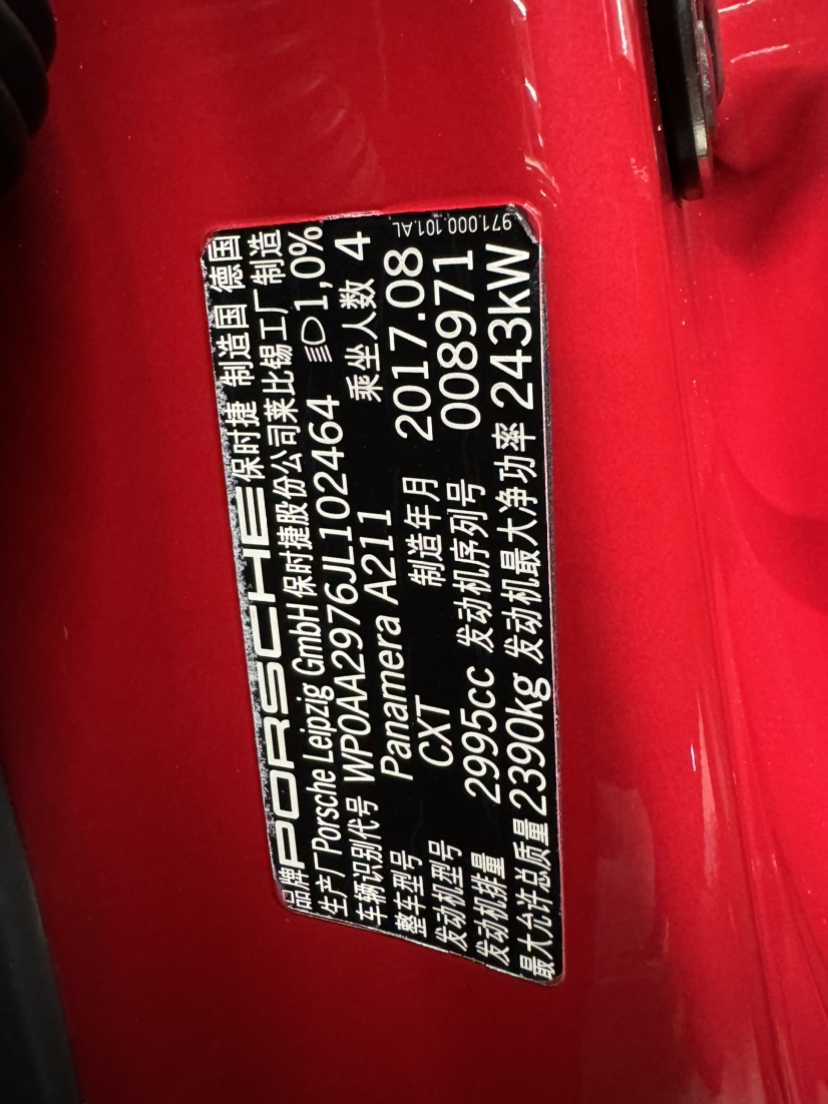 品牌 PORSCHE 保时捷 制造国 德国
生产厂 Porsche Leipzig GmbH 保时捷股份公司莱比锡工厂 制造
车辆识别代号 WP0AA2976JL102464 1,0%
整车型号 Panamera A211 乘坐人数 4
发动机型号 CXT 制造年月 2017.08
发动机排量 2995cc 发动机序列号 008971
最大允许总质量 2390kg 发动机最大净功率 243kW
971.000.101.AL